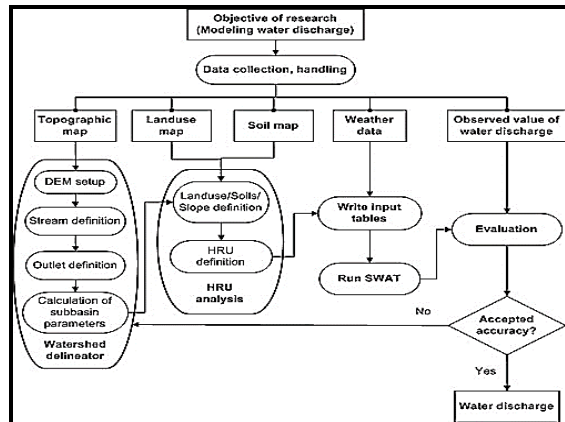 Objective of research
(Modeling water discharge)
Data collection, handling
Topographic
map
Landuse
map
Soil map
Weather
data
Observed value of
water discharge
DEM setup
Stream definition
Outlet definition
Calculation of
subbasin
parameters
Watershed
delineator
Landuse/Soils/
Slope definition
HRU
definition
HRU
analysis
Write input
tables
Run SWAT
Evaluation
Accepted
accuracy?
No
Yes
Water discharge